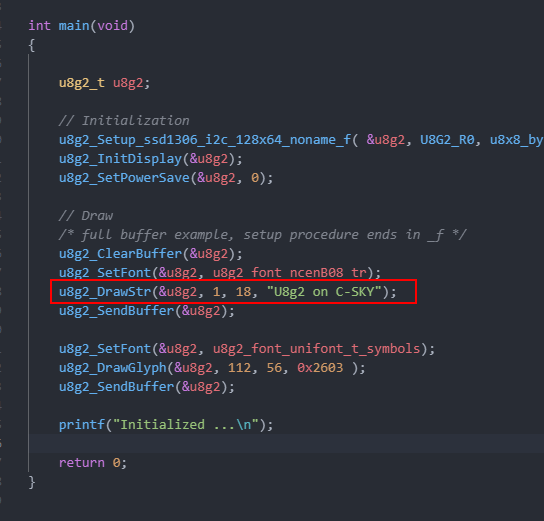 int main(void)
{
u8g2_t u8g2;
// Initialization
u8g2_Setup_ssd1306_i2c_128x64_noname_f( &u8g2, U8G2_R0, u8x8_by
u8g2_InitDisplay(&u8g2);
u8g2_SetPowerSave(&u8g2, 0);
// Draw
/* full buffer example, setup procedure ends in _f */
u8g2_ClearBuffer(&u8g2);
u8g2_SetFont(&u8g2, u8g2_font_ncenB08_tr);
u8g2_DrawStr(&u8g2, 1, 18, "U8g2 on C-SKY");
u8g2_SendBuffer(&u8g2);
u8g2_SetFont(&u8g2, u8g2_font_unifont_t_symbols);
u8g2_DrawGlyph(&u8g2, 112, 56, 0x2603 );
u8g2_SendBuffer(&u8g2);
printf("Initialized ...\n");
return 0;
}